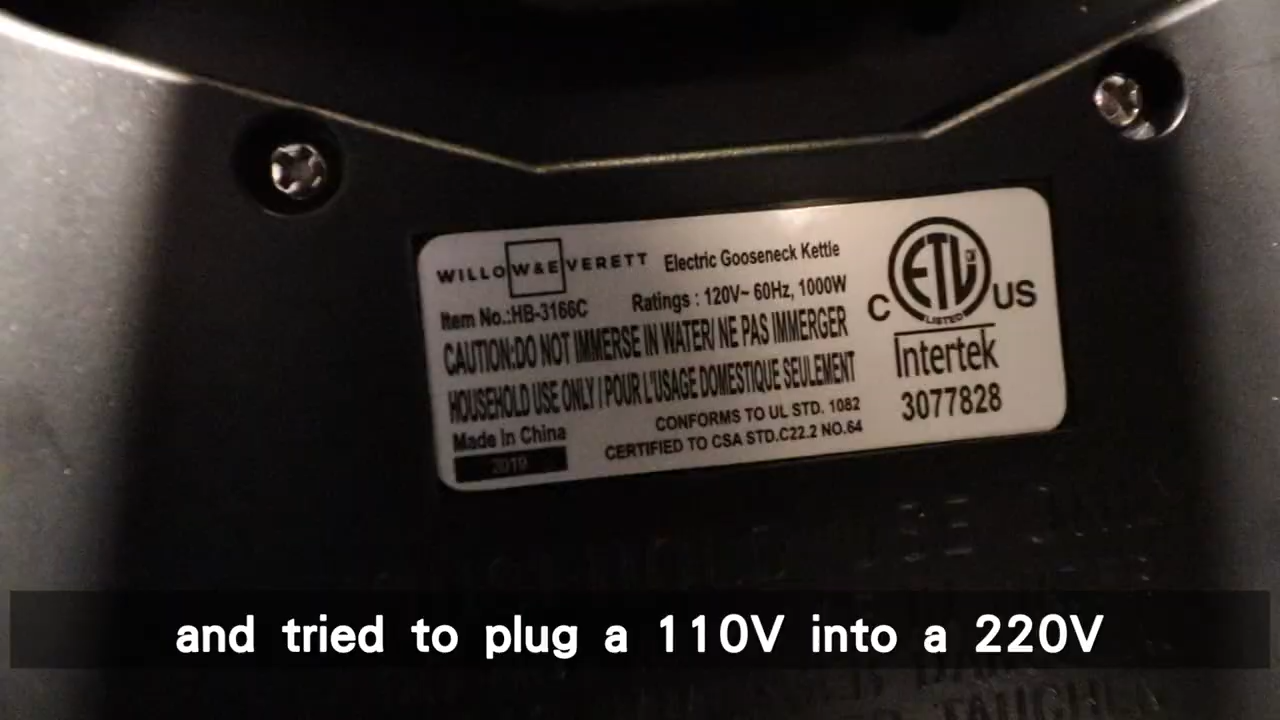 WILLOW&EVERETT Electric Gooseneck Kettle
Item No.:HB-3166C Ratings : 120V~ 60Hz, 1000W
CAUTION:DO NOT IMMERSE IN WATER/ NE PAS IMMERGER
HOUSEHOLD USE ONLY / POUR L'USAGE DOMESTIQUE SEULEMENT
CONFORMS TO UL STD. 1082
Made In China
CERTIFIED TO CSA STD.C22.2 NO.64
2019
ETL
C US
LISTED
Intertek
3077828
USE
and tried to plug a 110V into a 220V
TAUCHEN